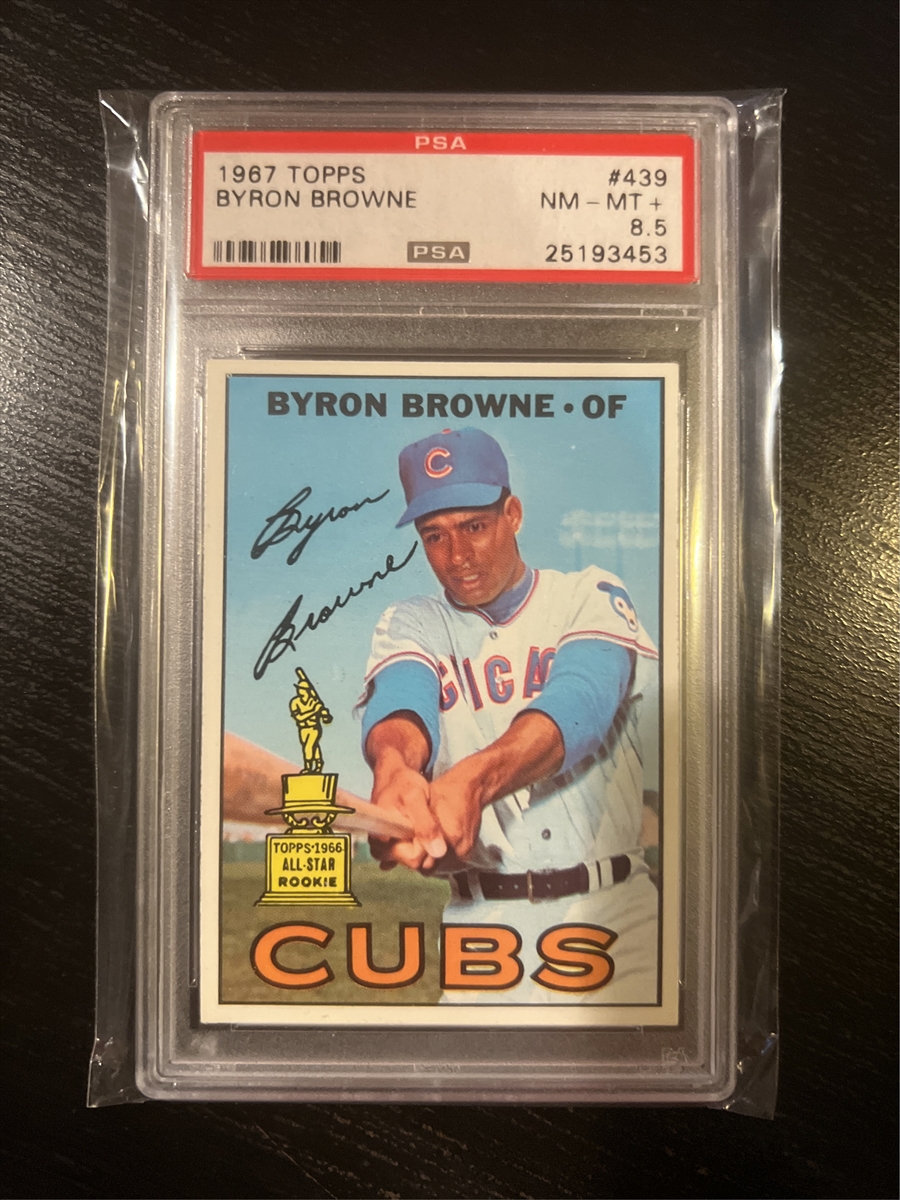 PSA
1967 TOPPS #439
BYRON BROWNE NM - MT +
8.5
PSA 25193453
BYRON BROWNE • OF
C
Byron
Browne
CHICA
TOPPS-1966
ALL-STAR
ROOKIE
CUBS